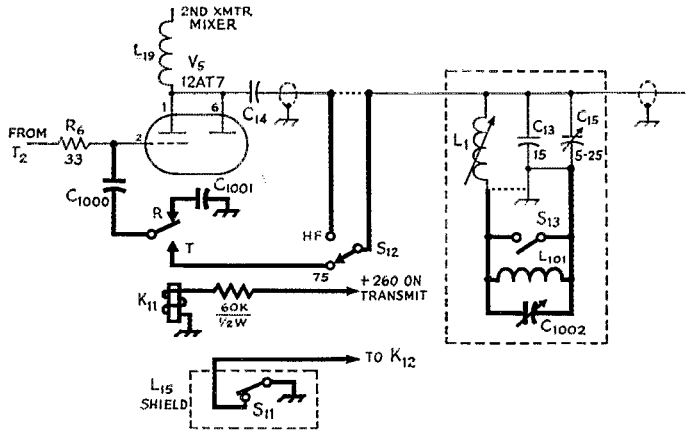 2ND XMTR
MIXER
L19
V5
12AT7
1
6
C14
FROM
T2
R6
33
2
C1000
C1001
R
T
HF
S12
75
K11
60K
1/2W
+260 ON
TRANSMIT
TO K12
L15
SHIELD
S11
L1
C13
15
C15
5-25
S13
L101
C1002